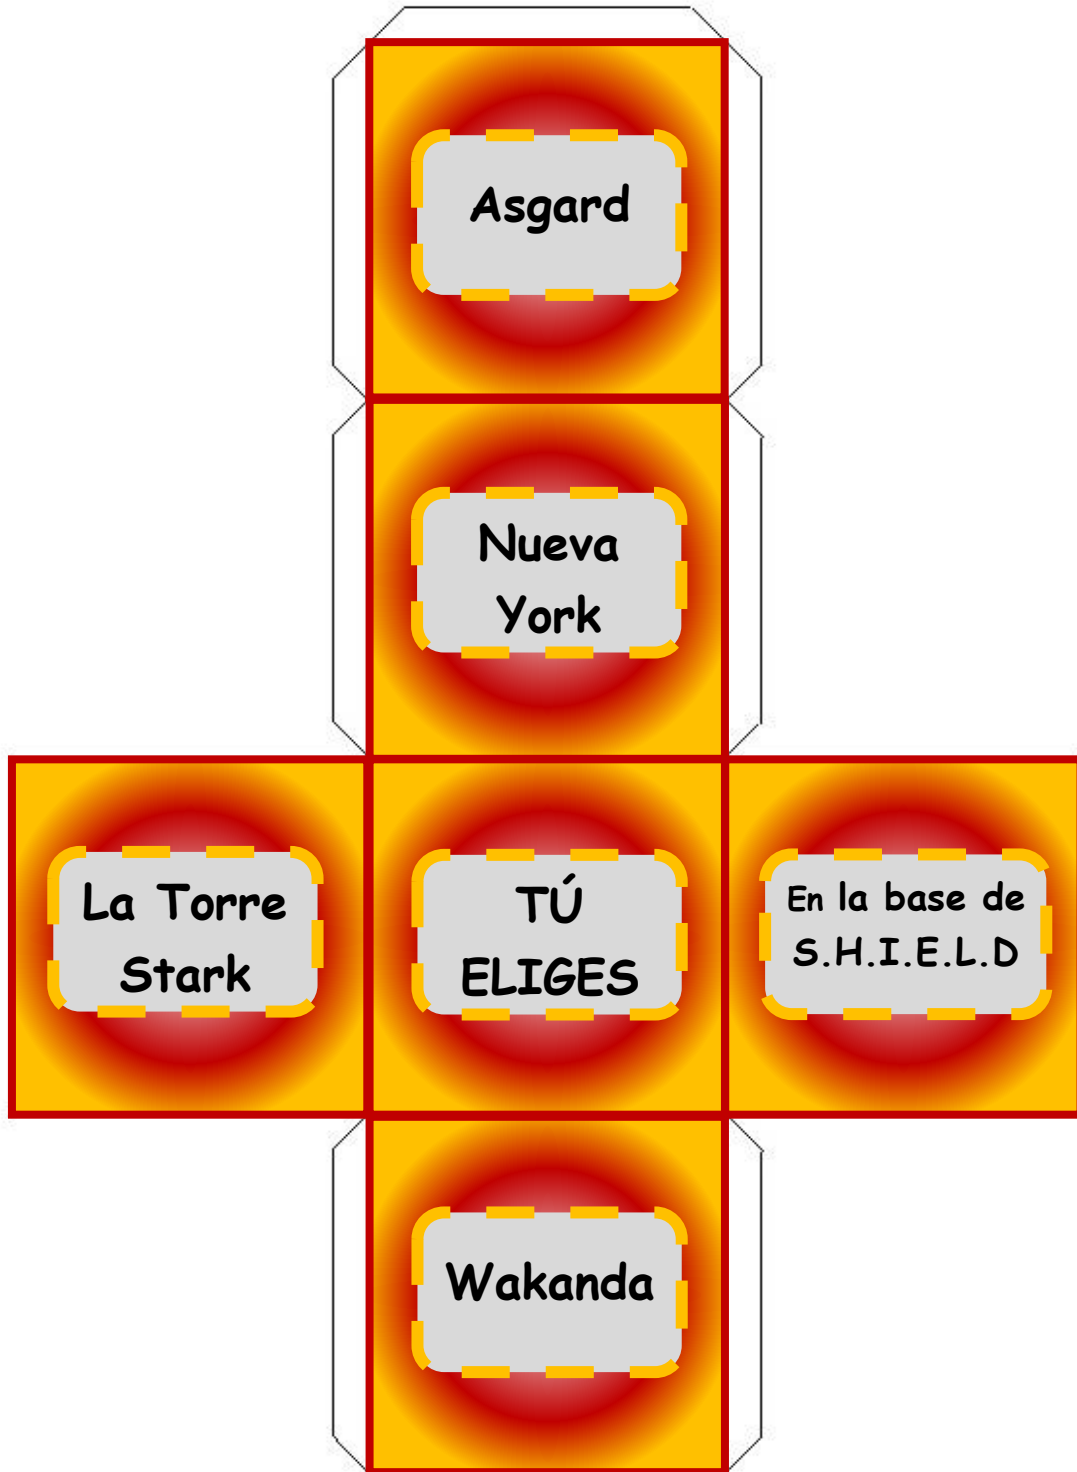 Asgard
Nueva
York
La Torre
Stark
TÚ
ELIGES
En la base de
S.H.I.E.L.D
Wakanda